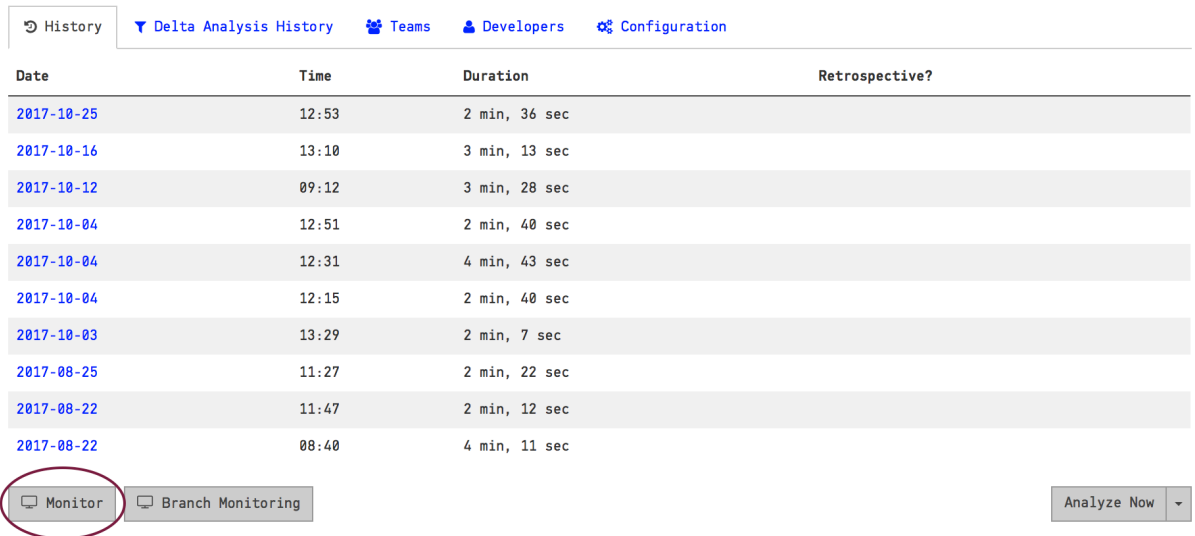 History Delta Analysis History Teams Developers Configuration
Date Time Duration Retrospective?
2017-10-25 12:53 2 min, 36 sec
2017-10-16 13:10 3 min, 13 sec
2017-10-12 09:12 3 min, 28 sec
2017-10-04 12:51 2 min, 40 sec
2017-10-04 12:31 4 min, 43 sec
2017-10-04 12:15 2 min, 40 sec
2017-10-03 13:29 2 min, 7 sec
2017-08-25 11:27 2 min, 22 sec
2017-08-22 11:47 2 min, 12 sec
2017-08-22 08:40 4 min, 11 sec
Monitor Branch Monitoring Analyze Now